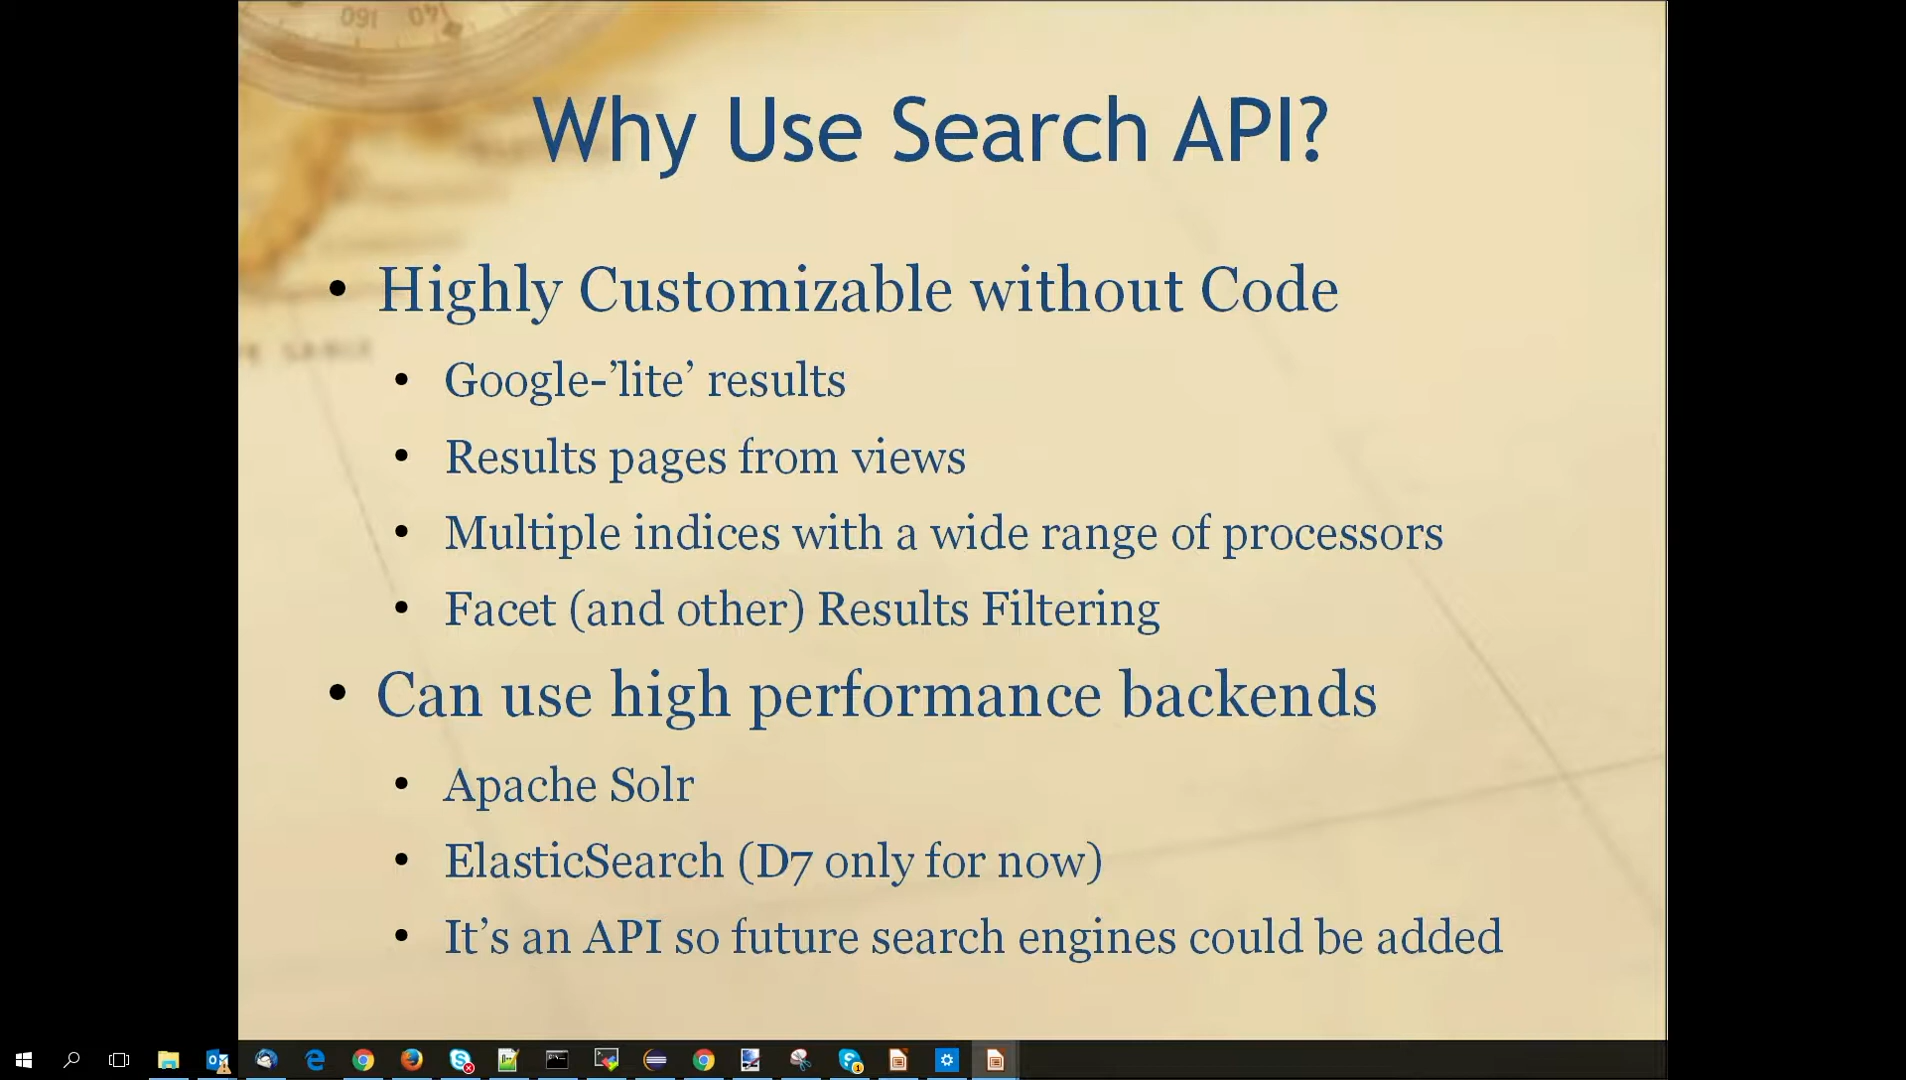 Why Use Search API?
• Highly Customizable without Code
• Google-’lite’ results
• Results pages from views
• Multiple indices with a wide range of processors
• Facet (and other) Results Filtering
• Can use high performance backends
• Apache Solr
• ElasticSearch (D7 only for now)
• It’s an API so future search engines could be added